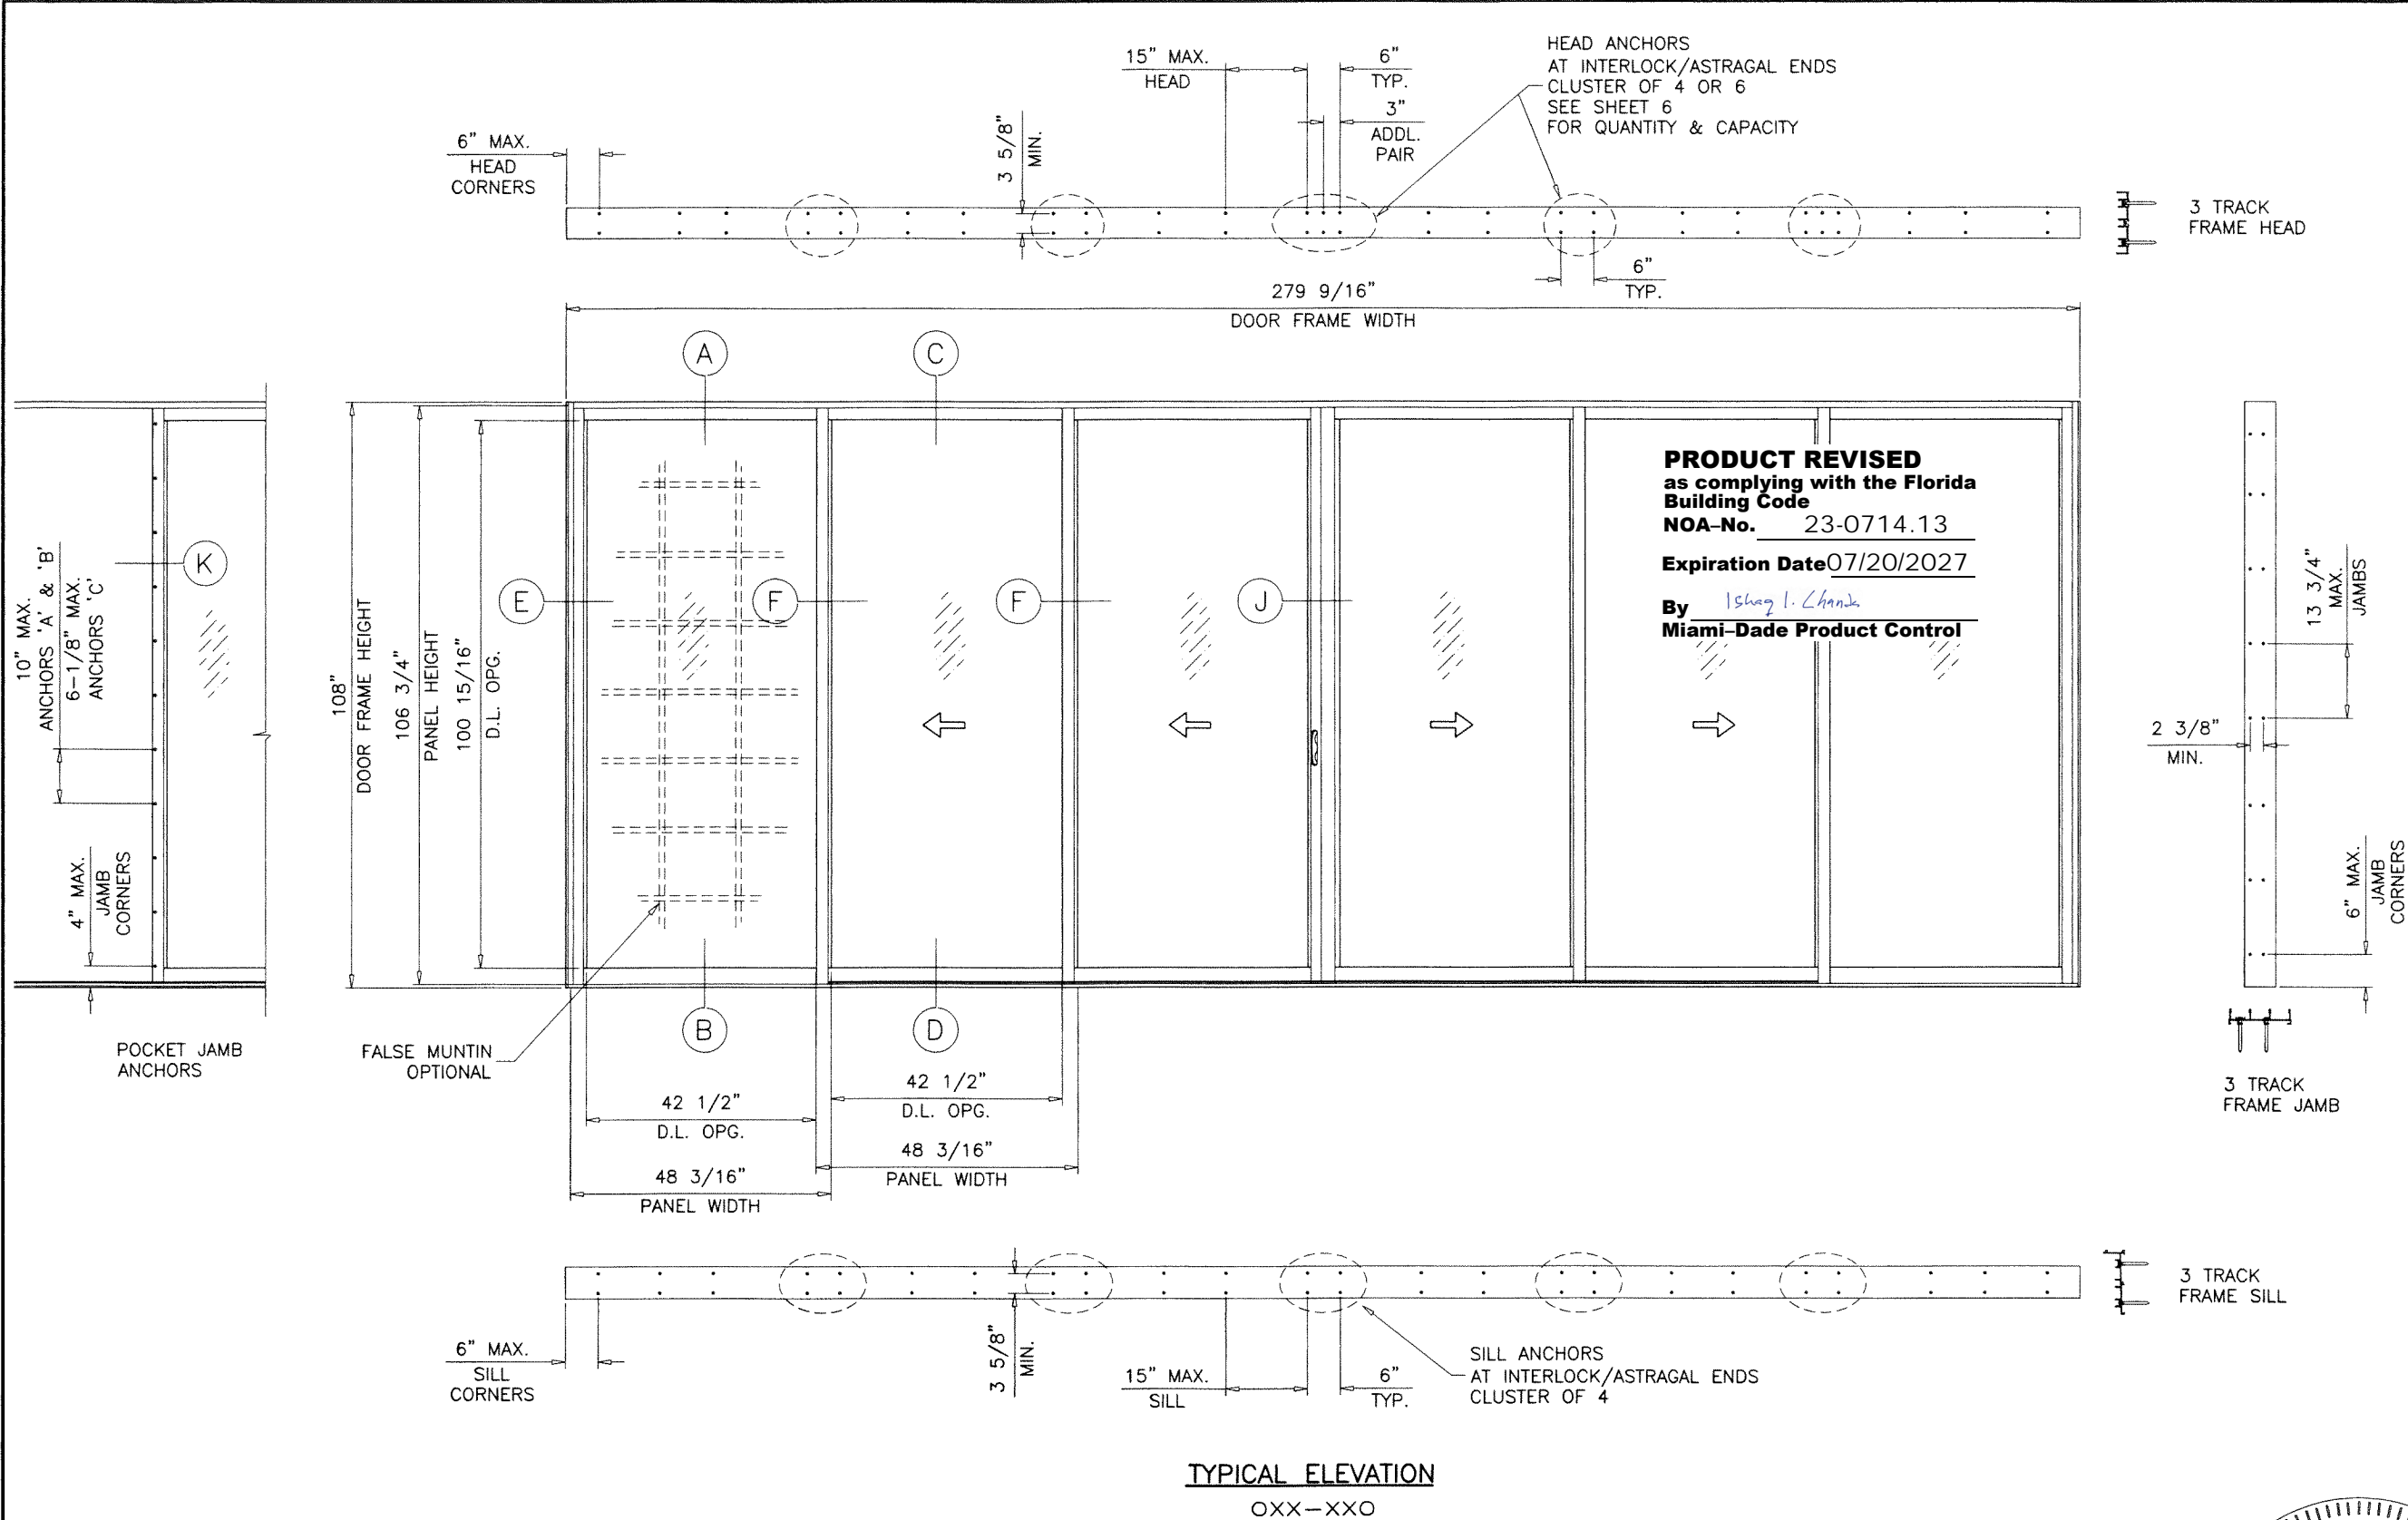 15" MAX.
HEAD
6"
TYP.
3"
ADDL.
PAIR
HEAD ANCHORS
AT INTERLOCK/ASTRAGAL ENDS
CLUSTER OF 4 OR 6
SEE SHEET 6
FOR QUANTITY & CAPACITY
6" MAX.
HEAD
CORNERS
3 5/8"
MIN.
3 TRACK
FRAME HEAD
6"
TYP.
279 9/16"
DOOR FRAME WIDTH
A
C
10" MAX.
ANCHORS 'A' & 'B'
6-1/8" MAX.
ANCHORS 'C'
K
4" MAX.
JAMB
CORNERS
POCKET JAMB
ANCHORS
108"
DOOR FRAME HEIGHT
106 3/4"
PANEL HEIGHT
100 15/16"
D.L. OPG.
E
F
F
J
PRODUCT REVISED
as complying with the Florida
Building Code
NOA-No. 23-0714.13
Expiration Date 07/20/2027
By Ishaq I. Chanda
Miami-Dade Product Control
13 3/4"
MAX.
JAMBS
2 3/8"
MIN.
6" MAX.
JAMB
CORNERS
3 TRACK
FRAME JAMB
B
D
FALSE MUNTIN
OPTIONAL
42 1/2"
D.L. OPG.
42 1/2"
D.L. OPG.
48 3/16"
PANEL WIDTH
48 3/16"
PANEL WIDTH
3 TRACK
FRAME SILL
6" MAX.
SILL
CORNERS
3 5/8"
MIN.
15" MAX.
SILL
6"
TYP.
SILL ANCHORS
AT INTERLOCK/ASTRAGAL ENDS
CLUSTER OF 4
TYPICAL ELEVATION
OXX-XXO